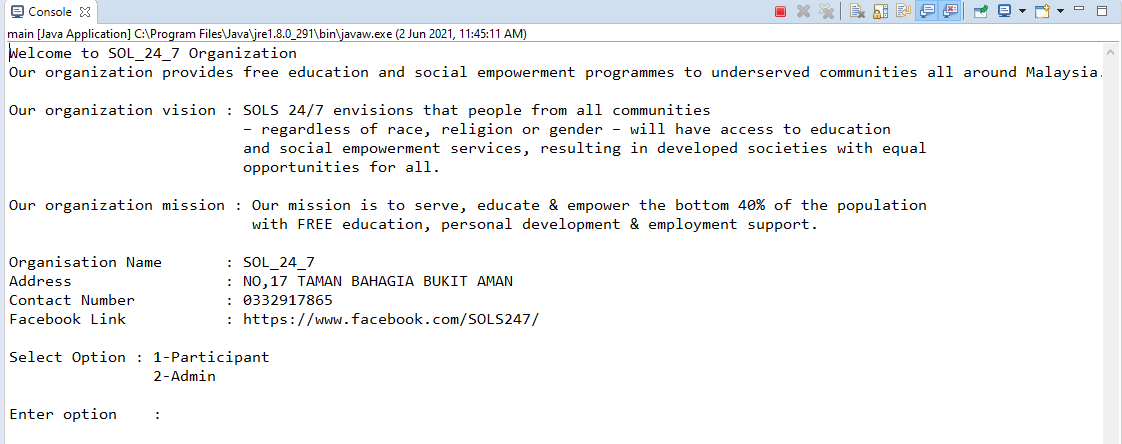 Console
main [Java Application] C:\Program Files\Java\jre1.8.0_291\bin\javaw.exe (2 Jun 2021, 11:45:11 AM)
Welcome to SOL_24_7 Organization
Our organization provides free education and social empowerment programmes to underserved communities all around Malaysia.
Our organization vision : SOLS 24/7 envisions that people from all communities
– regardless of race, religion or gender – will have access to education
and social empowerment services, resulting in developed societies with equal
opportunities for all.
Our organization mission : Our mission is to serve, educate & empower the bottom 40% of the population
with FREE education, personal development & employment support.
Organisation Name : SOL_24_7
Address : NO,17 TAMAN BAHAGIA BUKIT AMAN
Contact Number : 0332917865
Facebook Link : https://www.facebook.com/SOLS247/
Select Option : 1-Participant
2-Admin
Enter option :